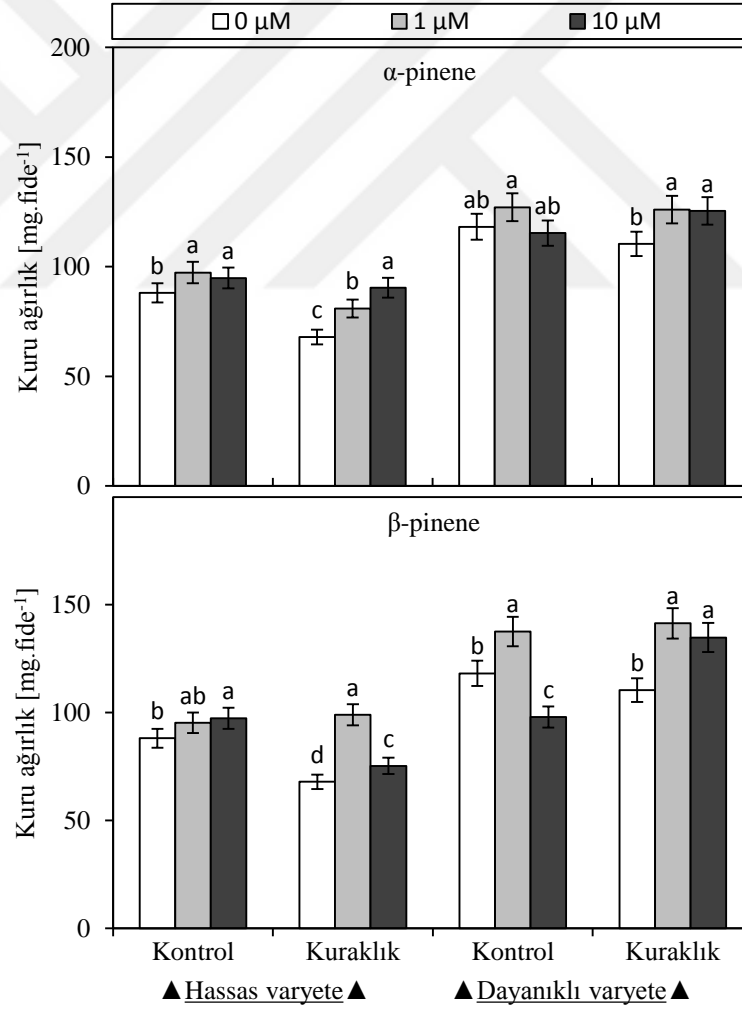 0 µM 1 µM 10 µM
α-pinene
Kuru ağırlık [mg.fide-1]
200
150
100
50
0
b a a c b a ab a ab b a a
β-pinene
Kuru ağırlık [mg.fide-1]
150
100
50
0
b ab a d a c b a c b a a
Kontrol Kuraklık Kontrol Kuraklık
▲Hassas varyete▲ ▲Dayanıklı varyete▲